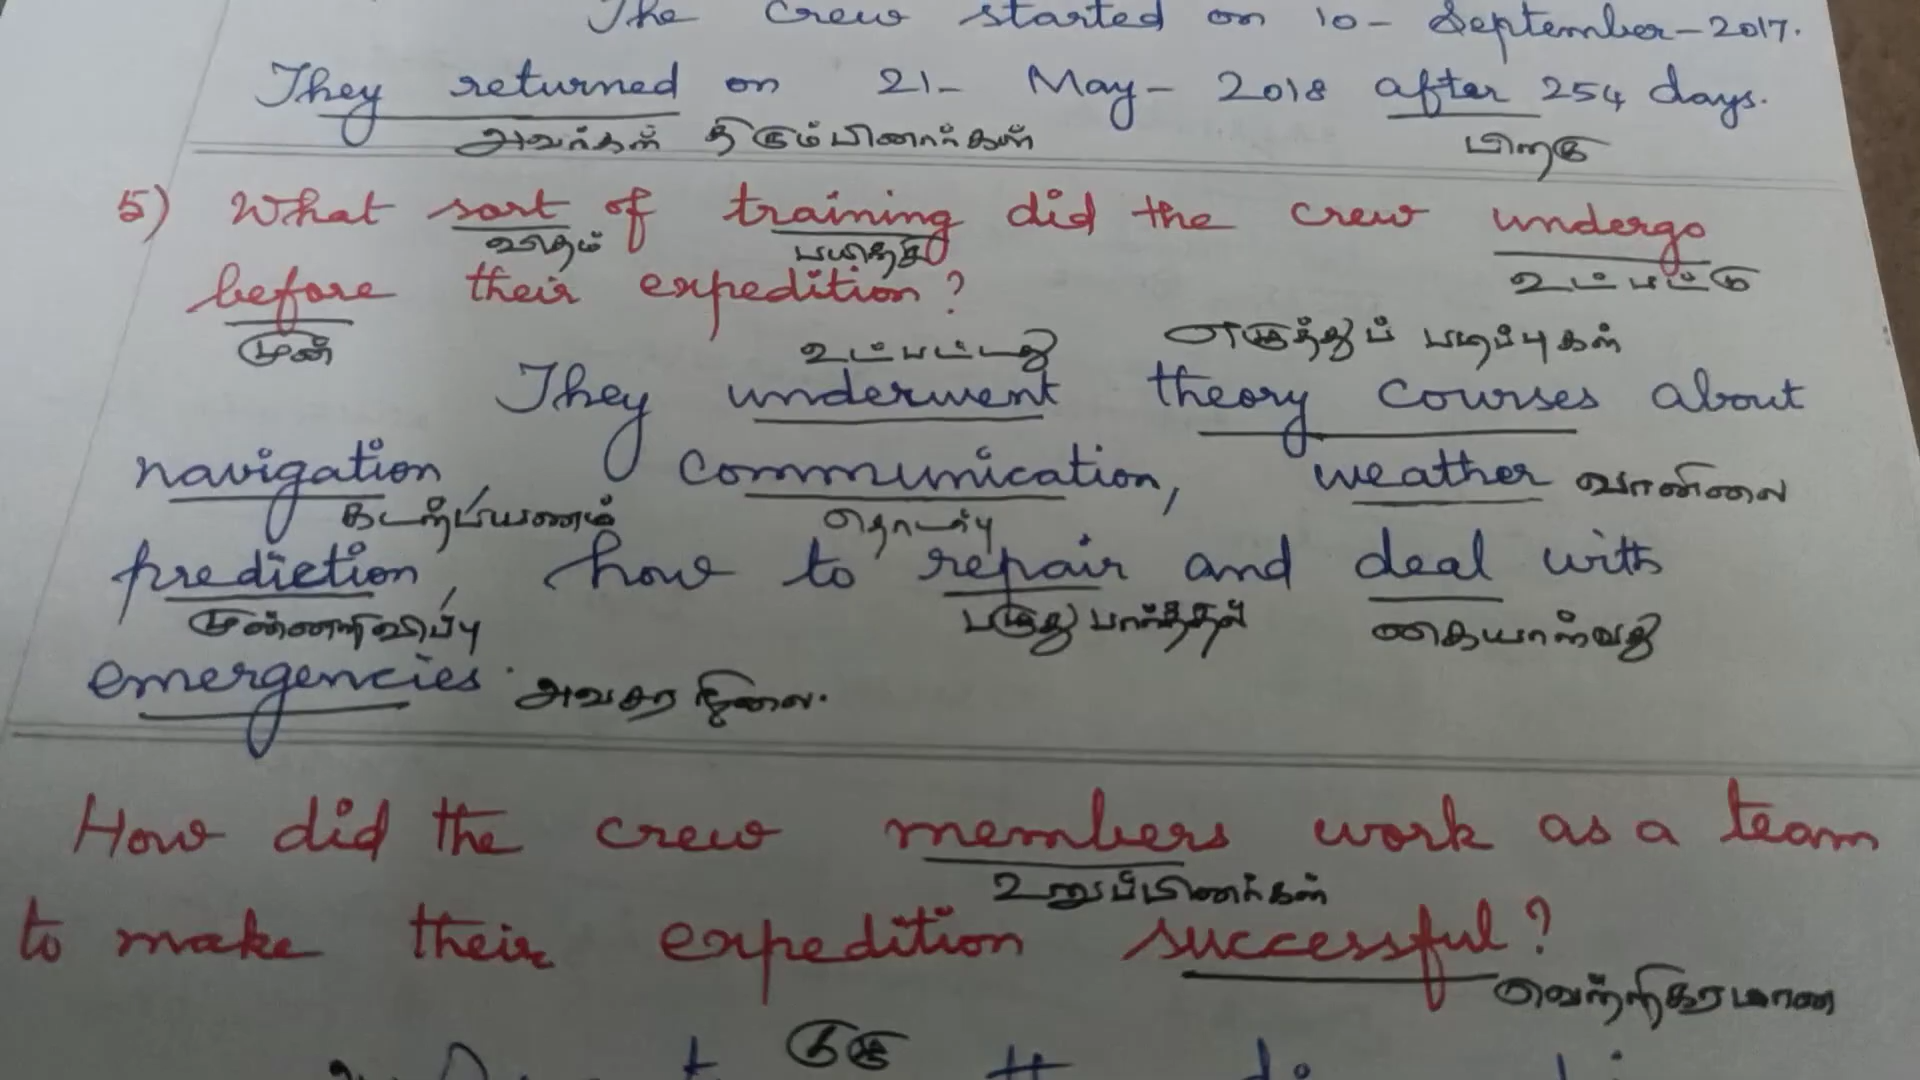 The crew started on 10- September-2017.
They returned on 21- May- 2018 after 254 days.
அவர்கள் திரும்பினார்கள் பிறகு
5) What sort of training did the crew undergo
விதம் பயிற்சி உட்பட்டு
before their expedition?
முன் உட்பட்டது எழுத்துப் படிப்புகள்
They underwent theory courses about
navigation, communication, weather வானிலை
கடற்பயணம் தொடர்பு
prediction, how to repair and deal with
முன்னறிவிப்பு பழுது பார்த்தல் கையாள்வது
emergencies. அவசர நிலை.
How did the crew members work as a team
உறுப்பினர்கள்
to make their expedition successful?
வெற்றிகரமான
குழு